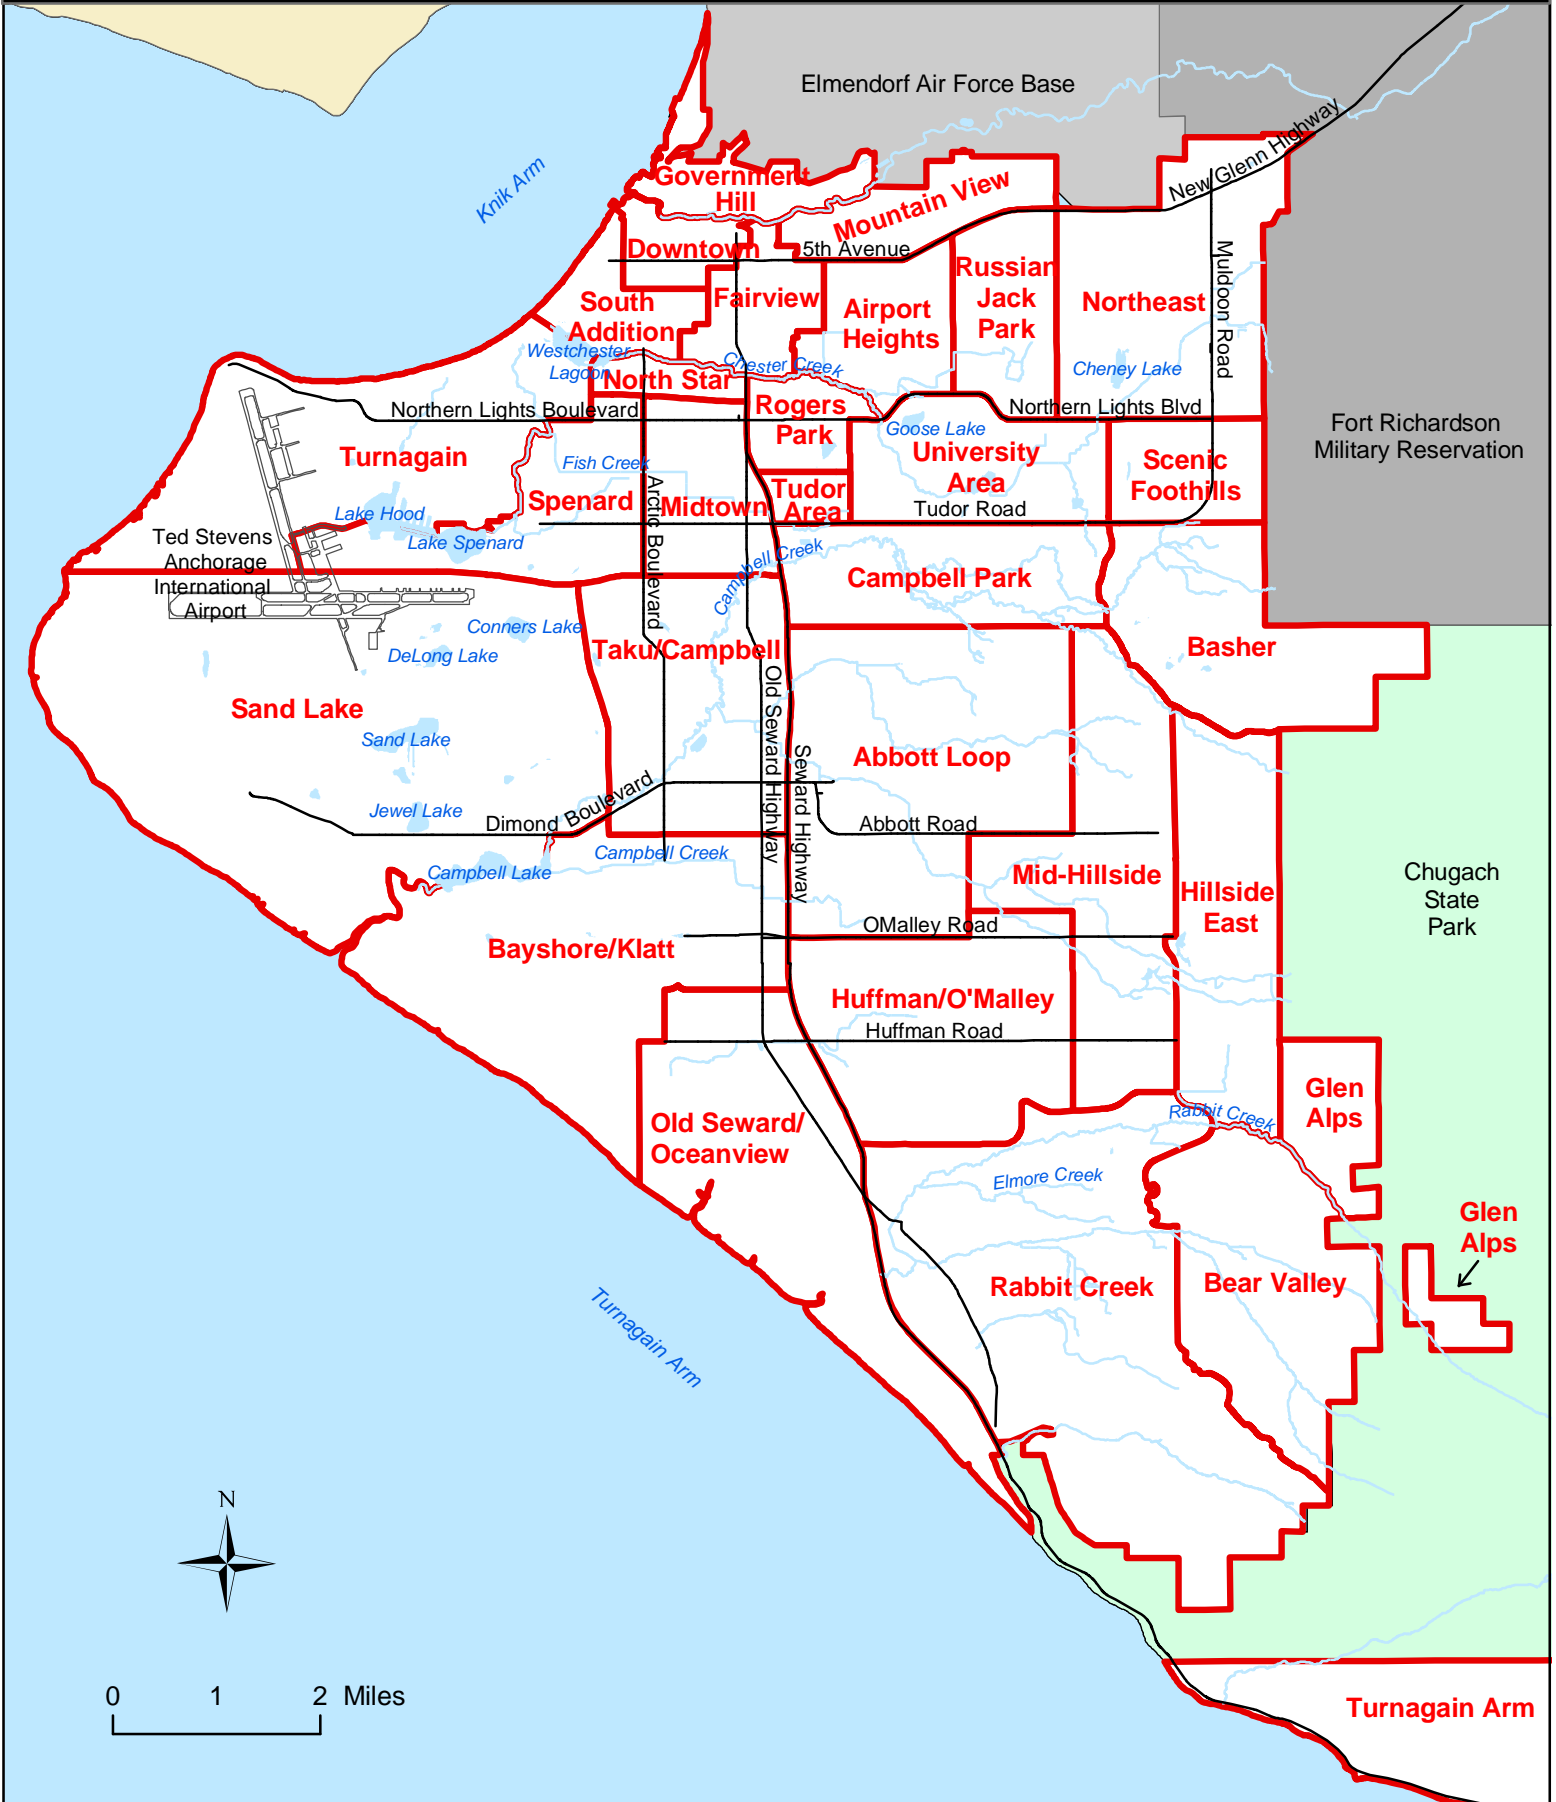 Elmendorf Air Force Base
New Glenn Highway
Knik Arm
Government
Hill
Mountain View
Downtown
5th Avenue
Russian
Jack
Park
Muldoon Road
South
Addition
Fairview
Airport
Heights
Northeast
Westchester
Lagoon
Chester Creek
Cheney Lake
North Star
Rogers
Park
Northern Lights Boulevard
Northern Lights Blvd
Goose Lake
Fort Richardson
Military Reservation
Turnagain
Fish Creek
University
Area
Scenic
Foothills
Spenard
Arctic Boulevard
Midtown
Tudor
Area
Tudor Road
Lake Hood
Lake Spenard
Ted Stevens
Anchorage
International
Airport
Campbell Creek
Campbell Park
Conners Lake
DeLong Lake
Taku/Campbell
Basher
Sand Lake
Sand Lake
Old Seward Highway
Seward Highway
Abbott Loop
Jewel Lake
Dimond Boulevard
Abbott Road
Campbell Creek
Campbell Lake
Mid-Hillside
Hillside
East
Chugach
State
Park
OMalley Road
Bayshore/Klatt
Huffman/O'Malley
Huffman Road
Glen
Alps
Rabbit Creek
Old Seward/
Oceanview
Elmore Creek
Glen
Alps
Rabbit Creek
Bear Valley
Turnagain Arm
N
0 1 2 Miles
Turnagain Arm